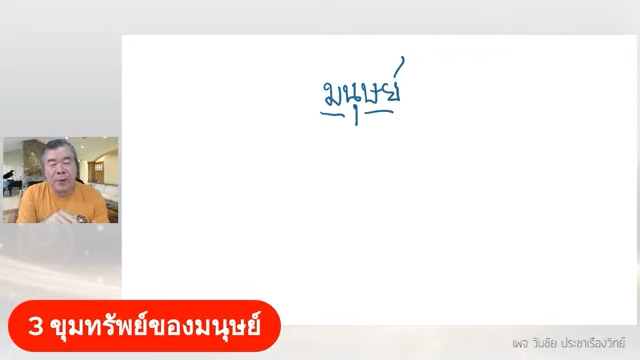 มนุษย์
3 ขุมทรัพย์ของมนุษย์
เพจ วันชัย ประชาเรืองวิทย์